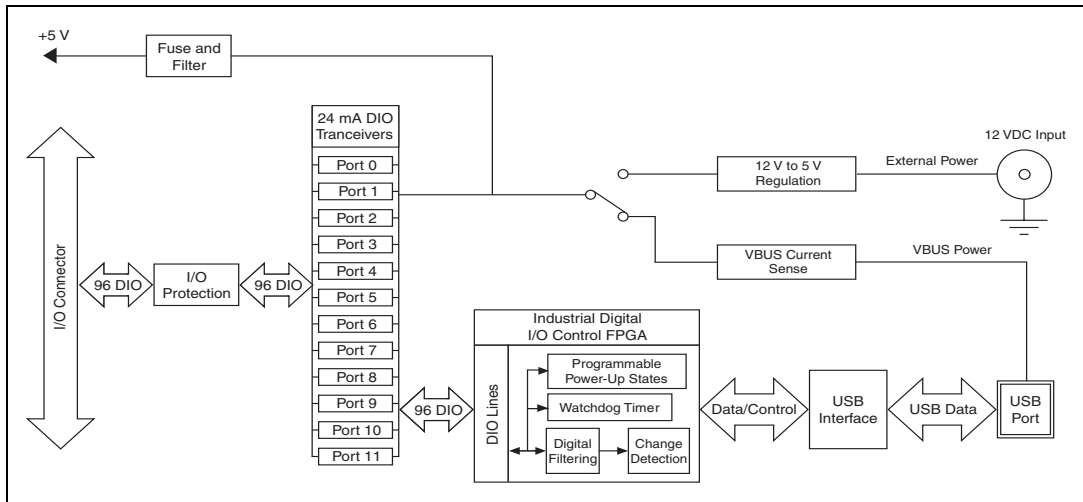 +5 V
Fuse and
Filter
24 mA DIO
Tranceivers
Port 0
Port 1
Port 2
Port 3
Port 4
Port 5
Port 6
Port 7
Port 8
Port 9
Port 10
Port 11
I/O Connector
96 DIO
I/O
Protection
96 DIO
12 VDC Input
12 V to 5 V
Regulation
External Power
VBUS Current
Sense
VBUS Power
Industrial Digital
I/O Control FPGA
96 DIO
DIO Lines
Programmable
Power-Up States
Watchdog Timer
Digital
Filtering
Change
Detection
Data/Control
USB
Interface
USB Data
USB
Port